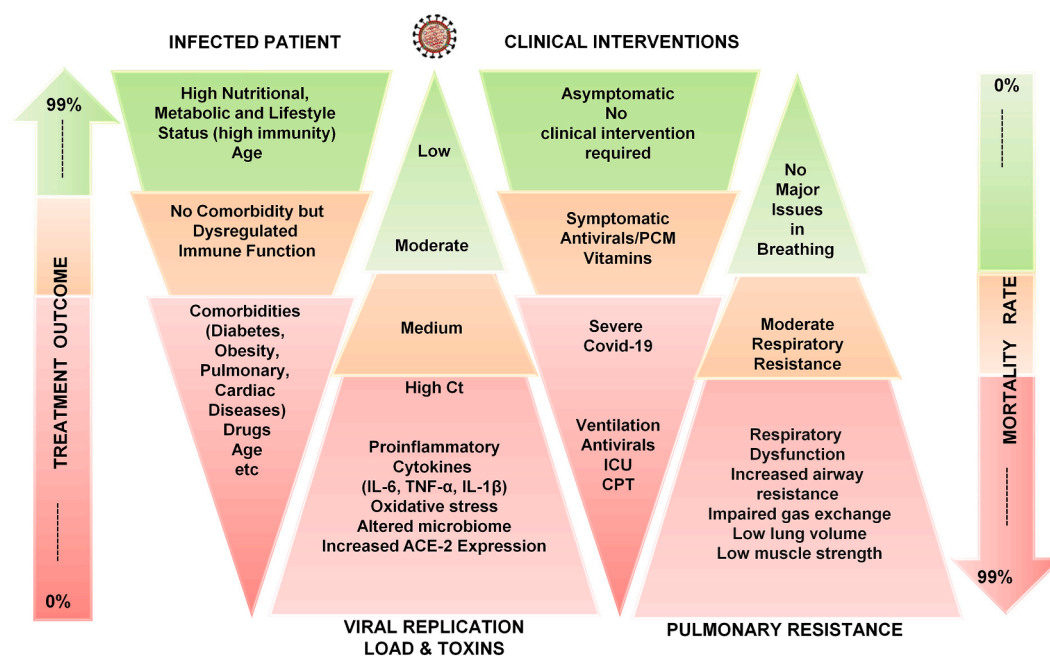 INFECTED PATIENT
CLINICAL INTERVENTIONS
99%
TREATMENT OUTCOME
0%
High Nutritional,
Metabolic and Lifestyle
Status (high immunity)
Age
No Comorbidity but
Dysregulated
Immune Function
Comorbidities
(Diabetes,
Obesity,
Pulmonary,
Cardiac
Diseases)
Drugs
Age
etc
Low
Moderate
Medium
High Ct
Proinflammatory
Cytokines
(IL-6, TNF-α, IL-1β)
Oxidative stress
Altered microbiome
Increased ACE-2 Expression
VIRAL REPLICATION
LOAD & TOXINS
Asymptomatic
No
clinical intervention
required
Symptomatic
Antivirals/PCM
Vitamins
Severe
Covid-19
Ventilation
Antivirals
ICU
CPT
No
Major
Issues
in
Breathing
Moderate
Respiratory
Resistance
Respiratory
Dysfunction
Increased airway
resistance
Impaired gas exchange
Low lung volume
Low muscle strength
PULMONARY RESISTANCE
0%
MORTALITY RATE
99%